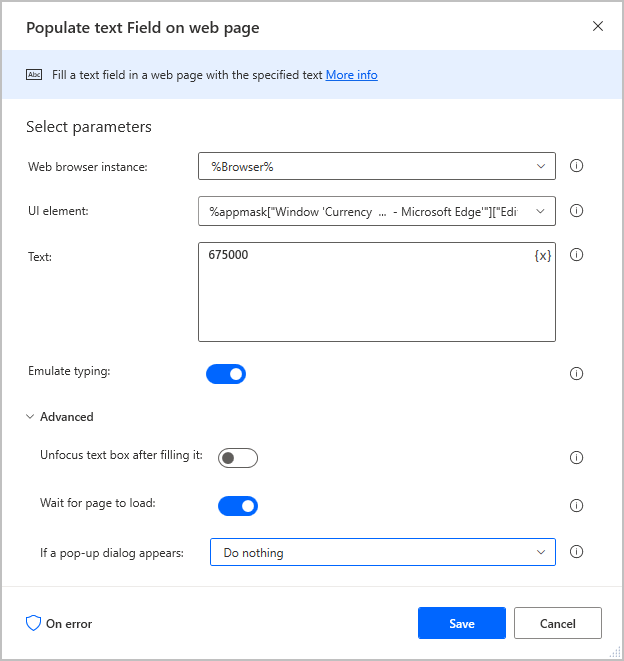 Populate text Field on web page
Abc Fill a text field in a web page with the specified text More info
Select parameters
Web browser instance: %Browser%
UI element: %appmask["Window 'Currency ... - Microsoft Edge'"]["Edi
Text: 675000 {x}
Emulate typing:
Advanced
Unfocus text box after filling it:
Wait for page to load:
If a pop-up dialog appears: Do nothing
On error Save Cancel